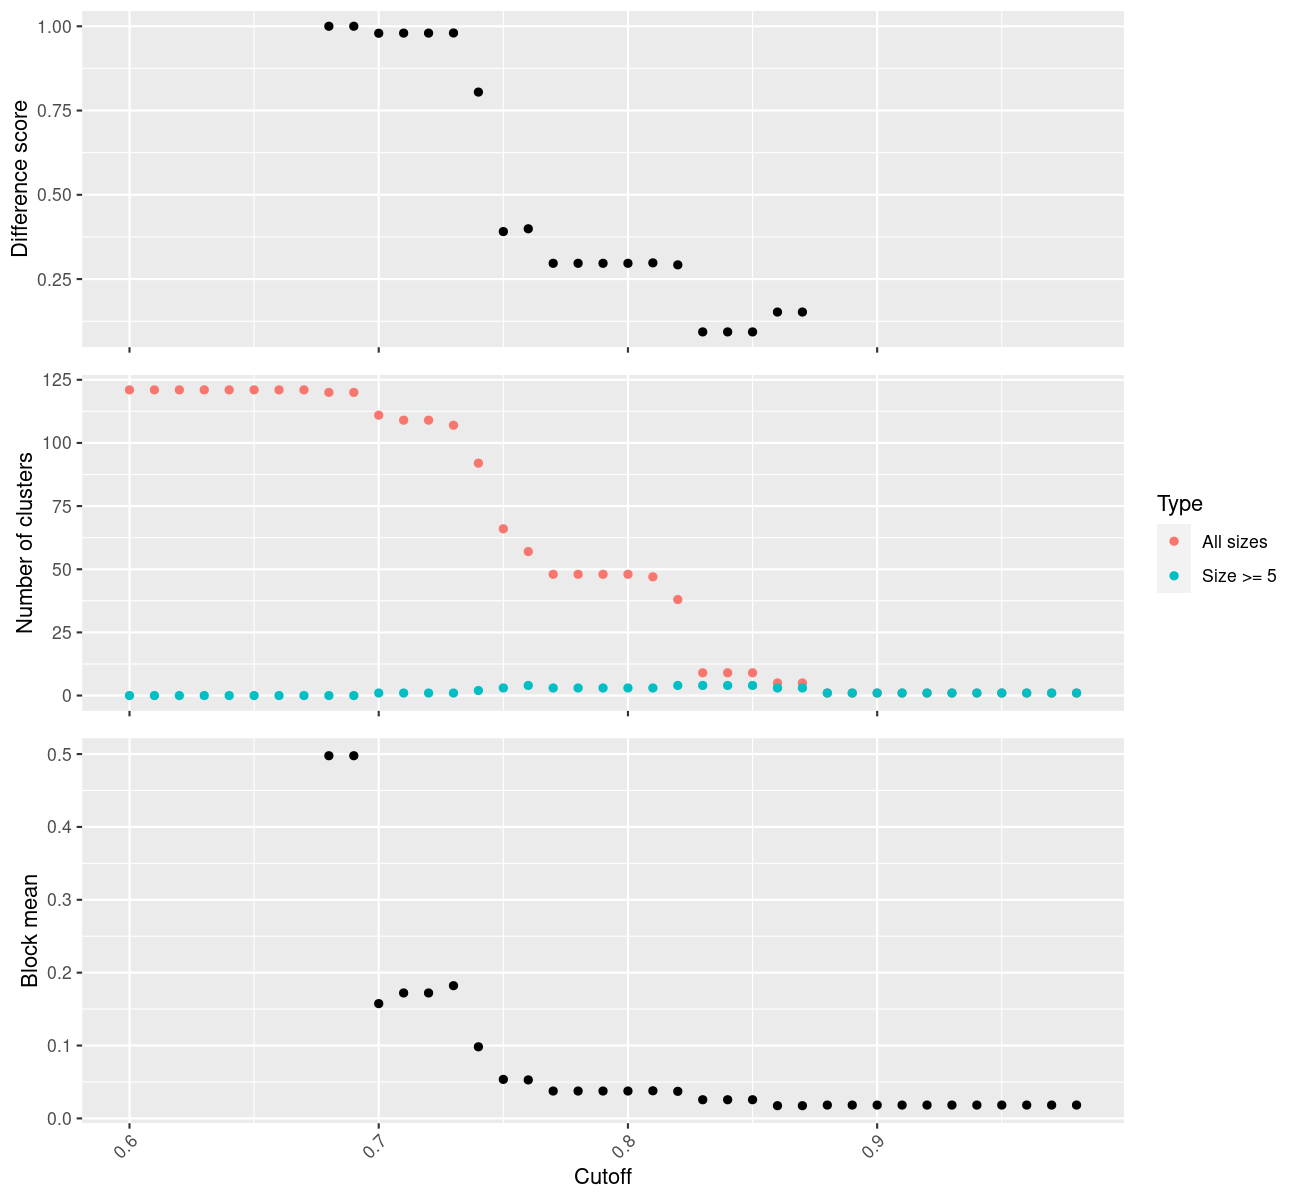 Difference score
1.00
0.75
0.50
0.25
Number of clusters
125
100
75
50
25
0
Type
All sizes
Size >= 5
Block mean
0.5
0.4
0.3
0.2
0.1
0.0
0.6
0.7
0.8
0.9
Cutoff